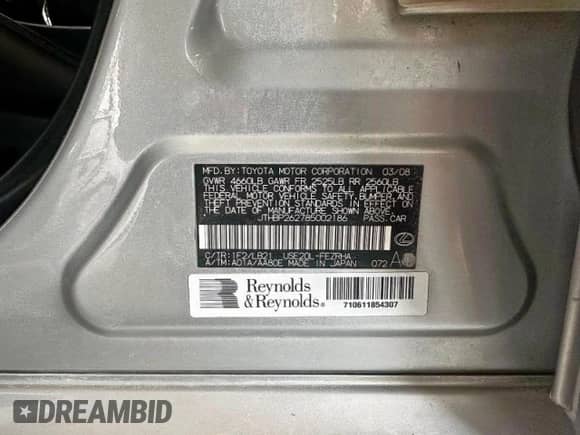 MFD. BY: TOYOTA MOTOR CORPORATION 03/08
GVWR 4660LB GAWR FR 2525LB RR 2560LB
THIS VEHICLE CONFORMS TO ALL APPLICABLE
FEDERAL MOTOR VEHICLE SAFETY, BUMPER, AND
THEFT PREVENTION STANDARDS IN EFFECT ON
THE DATE OF MANUFACTURE SHOWN ABOVE.
JTHBP262785002186 PASS. CAR
C/TR: 1F2/LB21 USE20L-FEZRHA
A/TM: A01A/AA80E MADE IN JAPAN 072 A
Reynolds
& Reynolds®
710611854307
DREAMBID